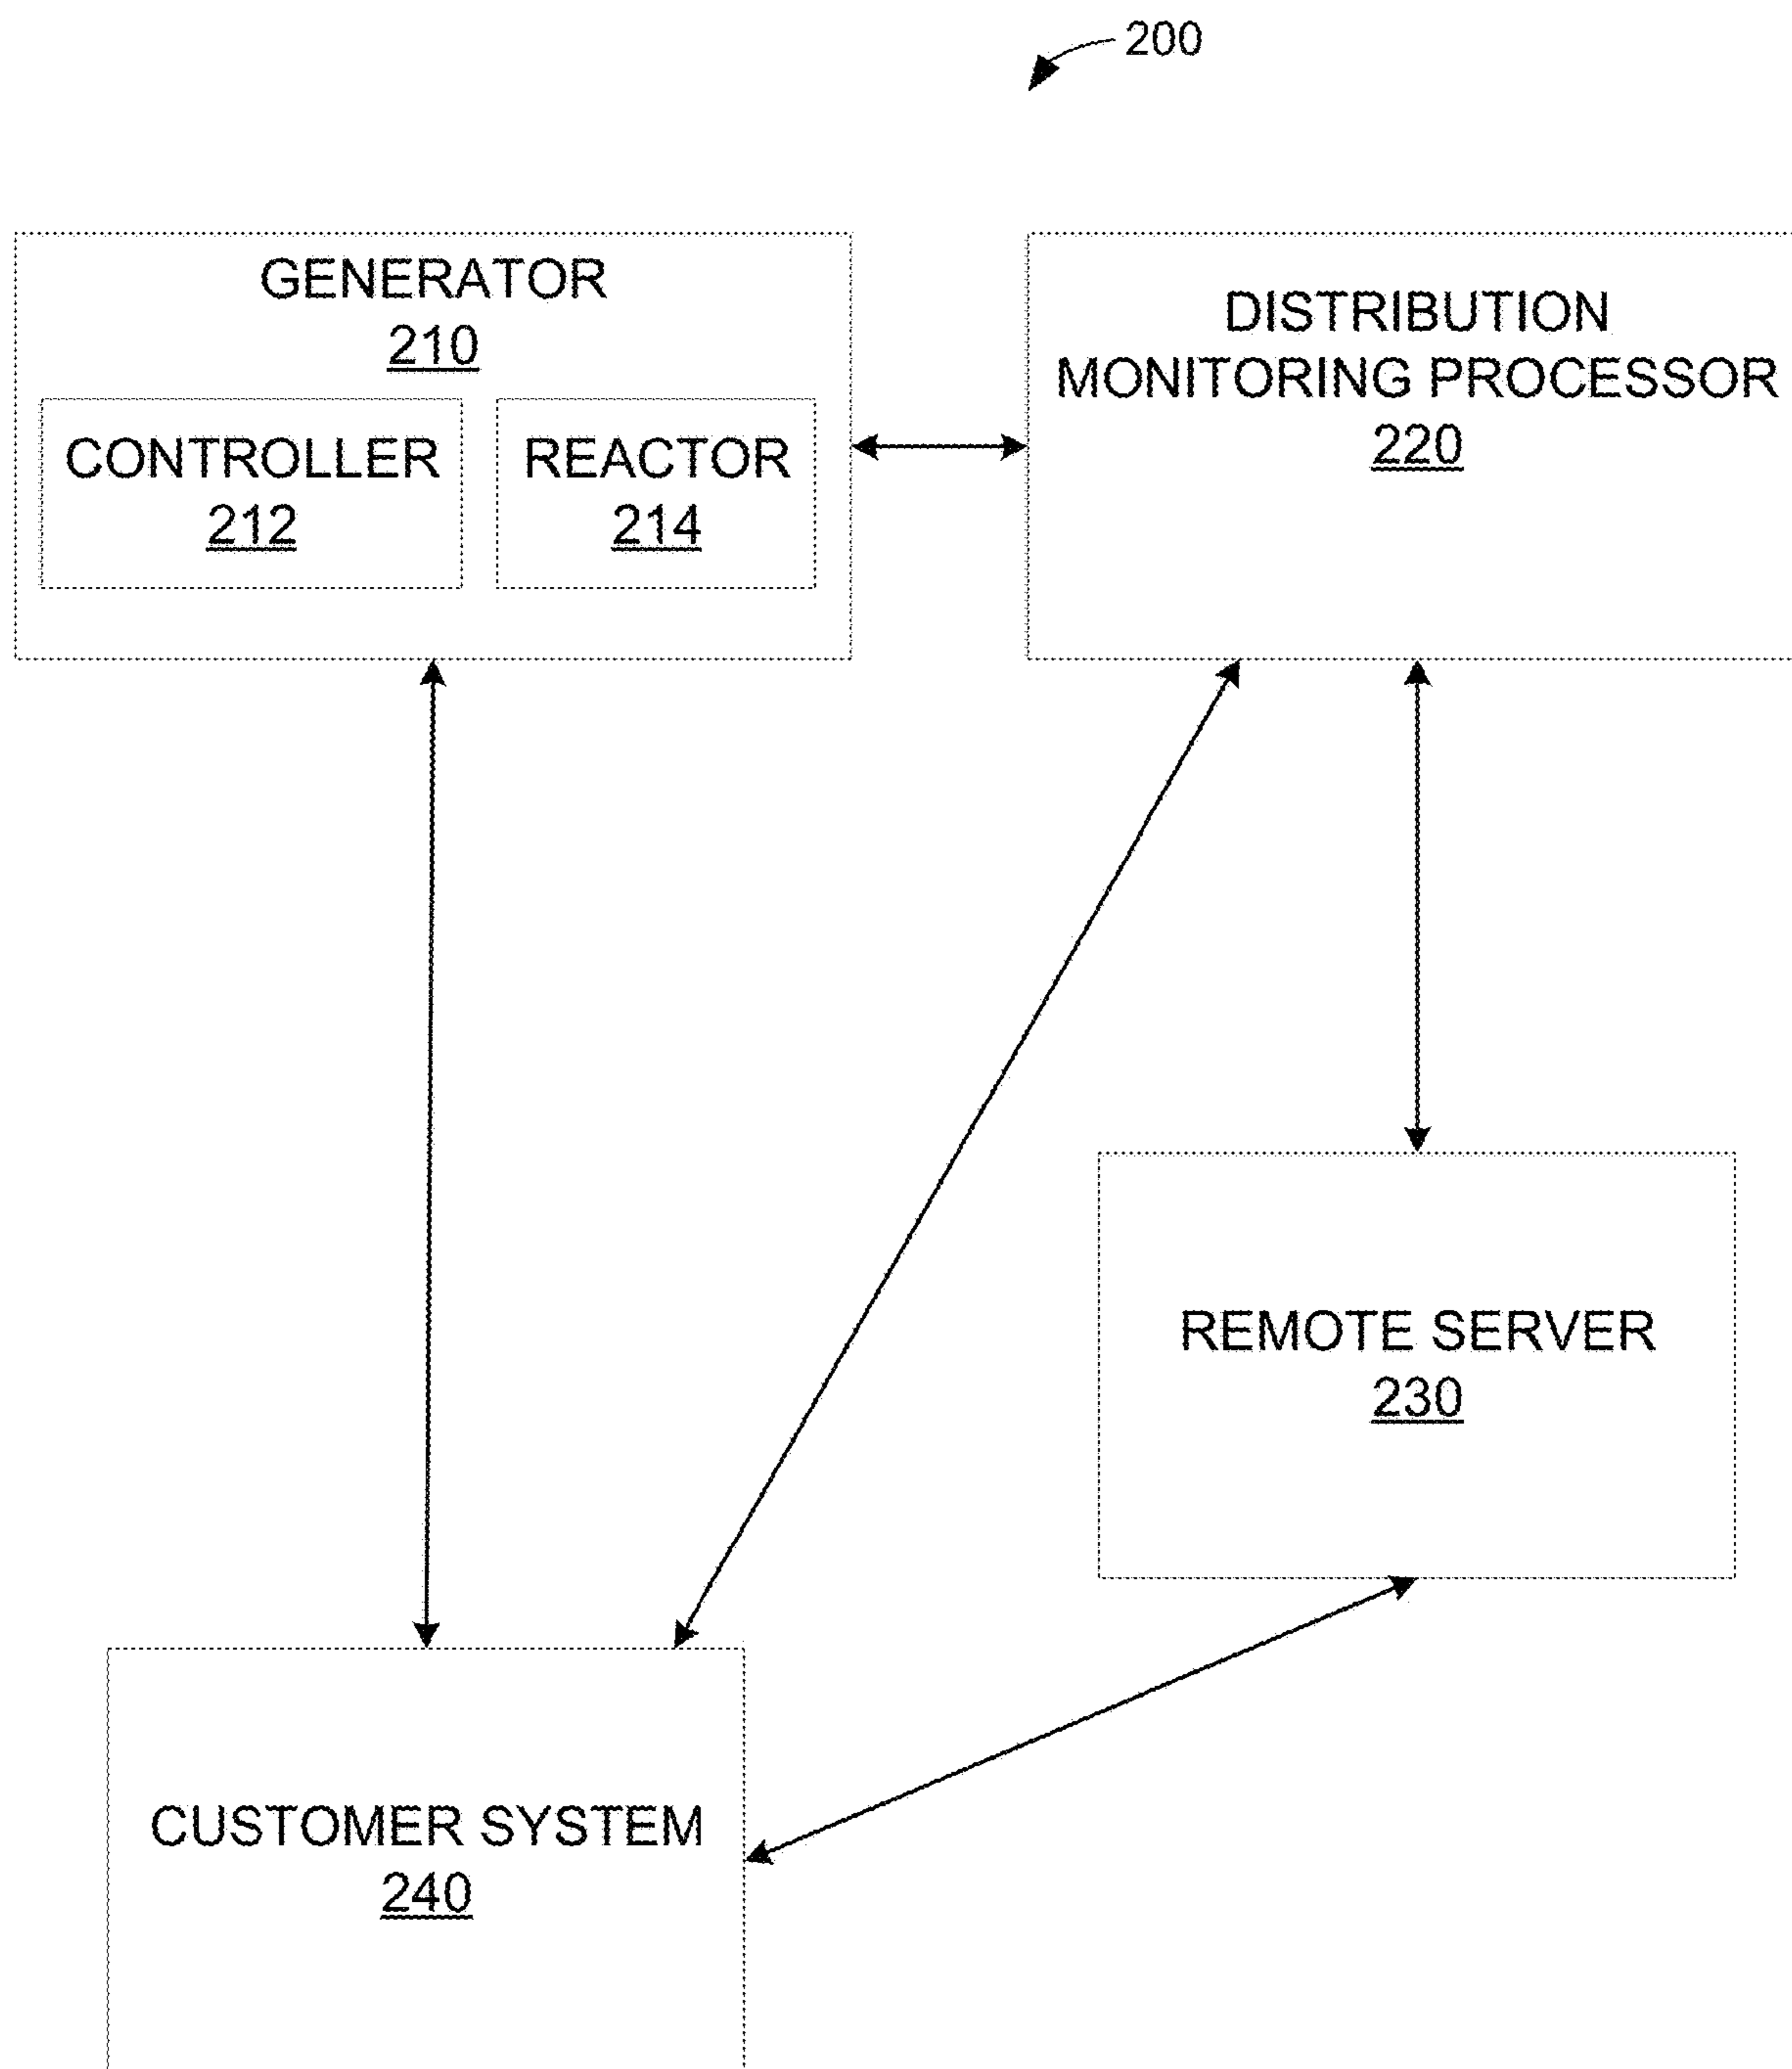 200
GENERATOR
210
CONTROLLER
212
REACTOR
214
DISTRIBUTION
MONITORING PROCESSOR
220
REMOTE SERVER
230
CUSTOMER SYSTEM
240